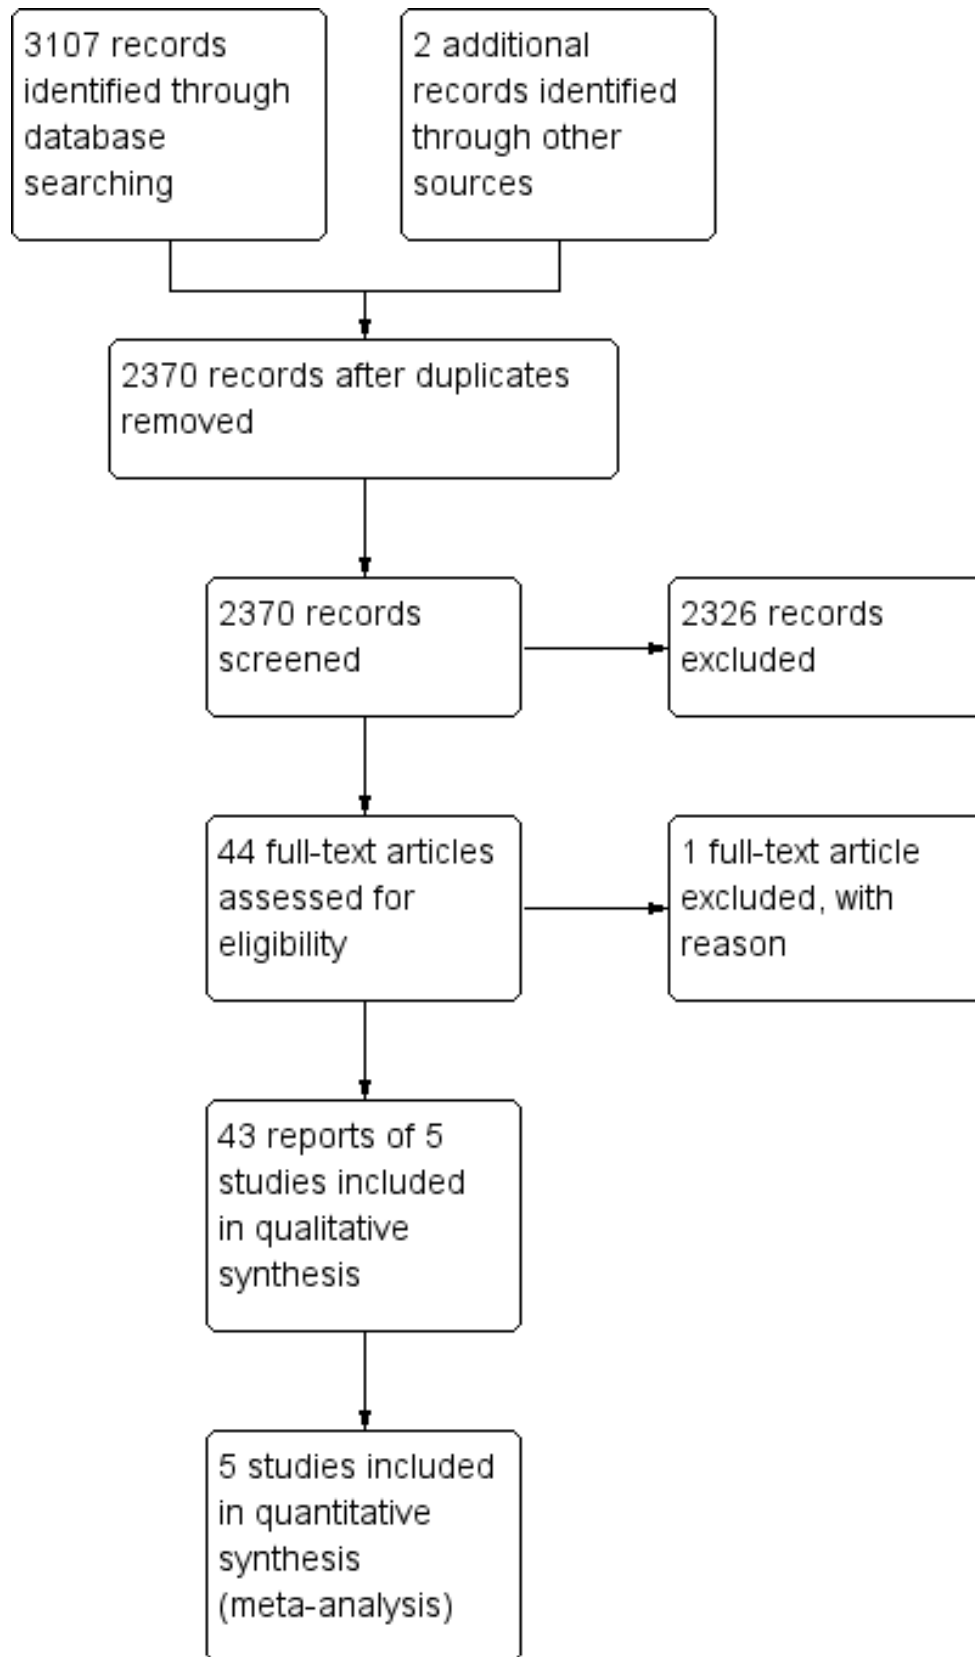 3107 records
identified through
database
searching
2 additional
records identified
through other
sources
2370 records after duplicates
removed
2370 records
screened
2326 records
excluded
44 full-text articles
assessed for
eligibility
1 full-text article
excluded, with
reason
43 reports of 5
studies included
in qualitative
synthesis
5 studies included
in quantitative
synthesis
(meta-analysis)